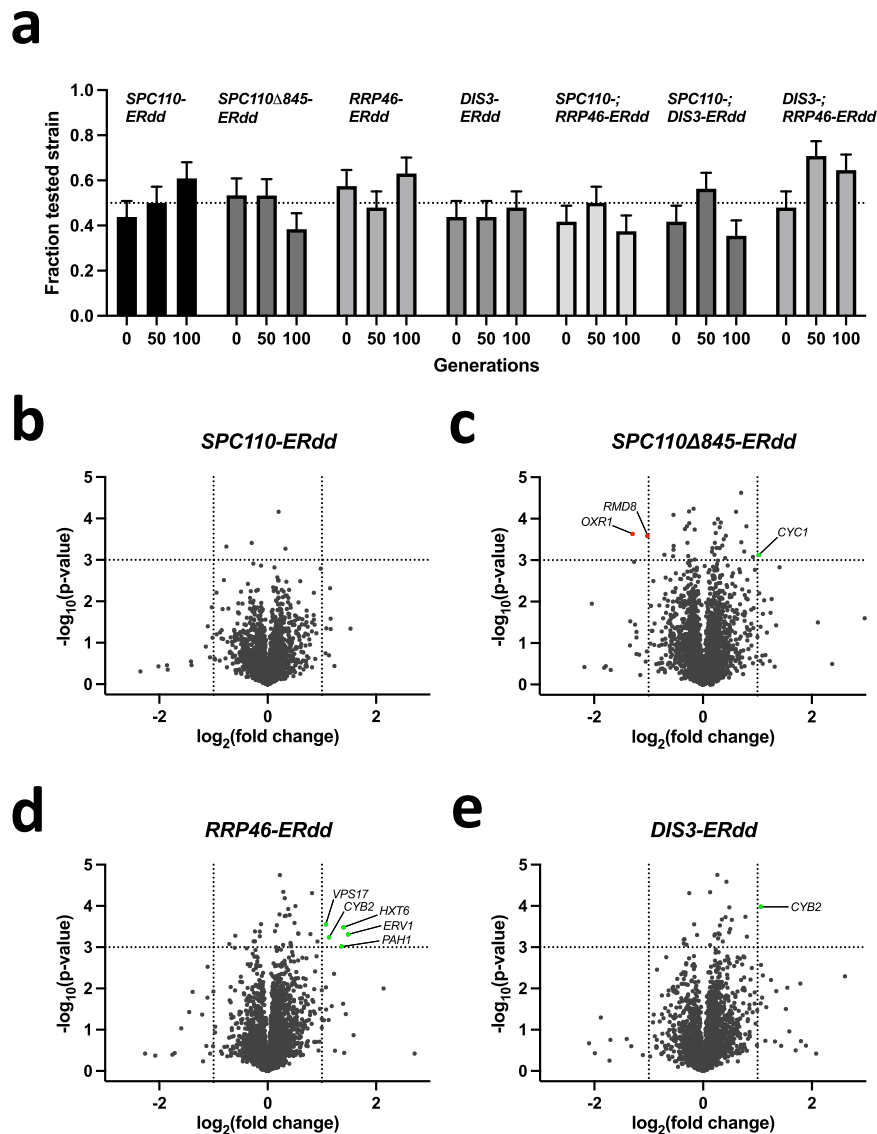 a
SPC110- SPC110Δ845- RRP46- DIS3- SPC110-; SPC110-; DIS3-;
ERdd ERdd ERdd ERdd RRP46-ERdd DIS3-ERdd RRP46-ERdd
1.0
0.8
0.6
0.4
0.2
0.0
Fraction tested strain
0 50 100 0 50 100 0 50 100 0 50 100 0 50 100 0 50 100 0 50 100
Generations
b
SPC110-ERdd
5
4
3
2
1
0
-log10(p-value)
-2 0 2
log2(fold change)
c
SPC110Δ845-ERdd
5
4
3
2
1
0
-log10(p-value)
RMD8
OXR1
CYC1
-2 0 2
log2(fold change)
d
RRP46-ERdd
5
4
3
2
1
0
-log10(p-value)
VPS17
CYB2
HXT6
ERV1
PAH1
-2 0 2
log2(fold change)
e
DIS3-ERdd
5
4
3
2
1
0
-log10(p-value)
CYB2
-2 0 2
log2(fold change)